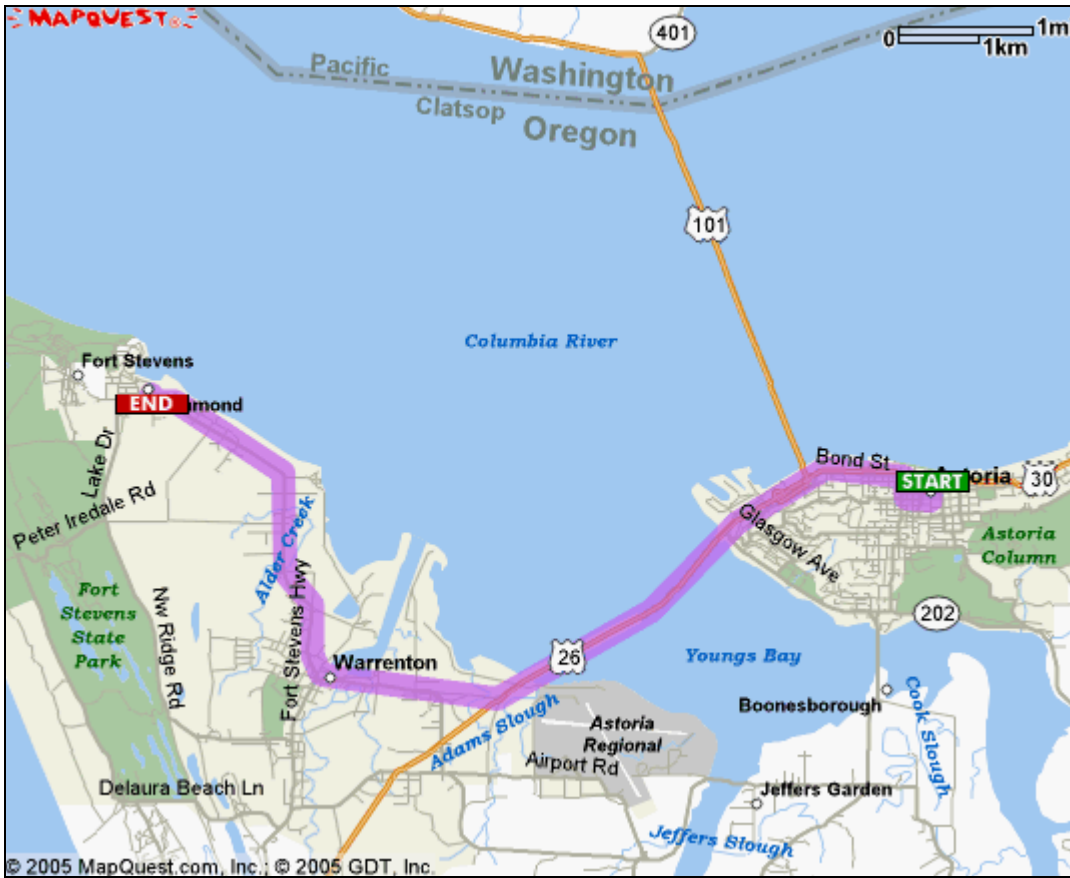 MAPQUEST®
401
0
1m
1km
Pacific
Washington
Clatsop
Oregon
101
Columbia River
Fort Stevens
END
mmond
Lake Dr
Peter Iredale Rd
Bond St
START
Astoria
30
Glasgow Ave
Astoria
Column
Alder Creek
Fort
Stevens
State
Park
Nw Ridge Rd
Fort Stevens Hwy
202
26
Youngs Bay
Warrenton
Boonesborough
Cook Slough
Adams Slough
Astoria
Regional
Airport Rd
Delaura Beach Ln
Jeffers Garden
Jeffers Slough
© 2005 MapQuest.com, Inc.; © 2005 GDT, Inc.